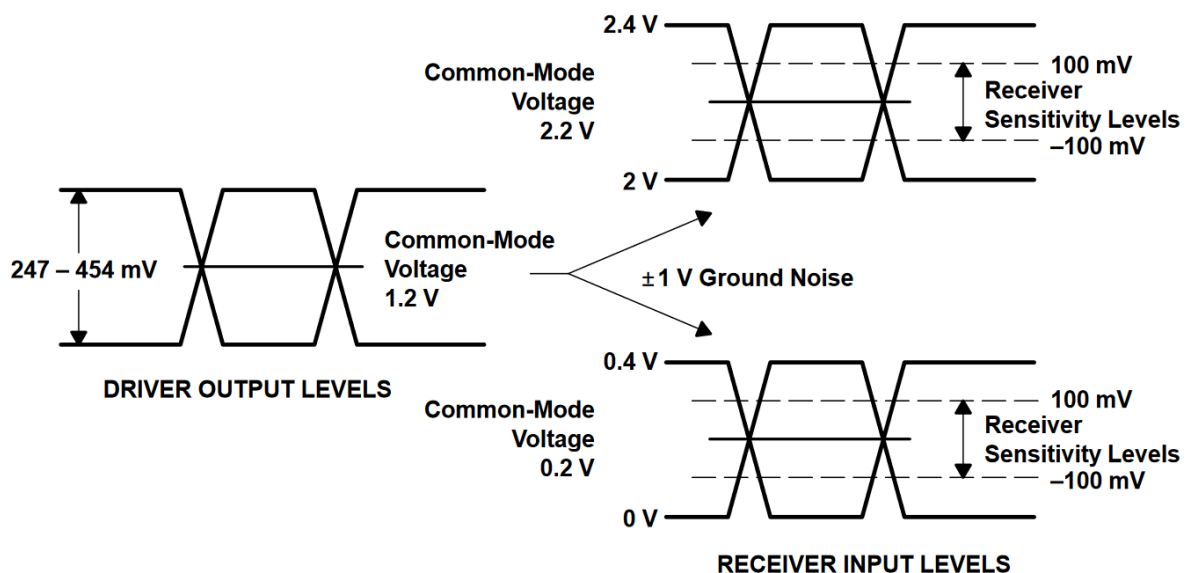 247 – 454 mV
Common-Mode
Voltage
1.2 V
DRIVER OUTPUT LEVELS
±1 V Ground Noise
Common-Mode
Voltage
2.2 V
2.4 V
2 V
100 mV
Receiver
Sensitivity Levels
–100 mV
Common-Mode
Voltage
0.2 V
0.4 V
0 V
100 mV
Receiver
Sensitivity Levels
–100 mV
RECEIVER INPUT LEVELS